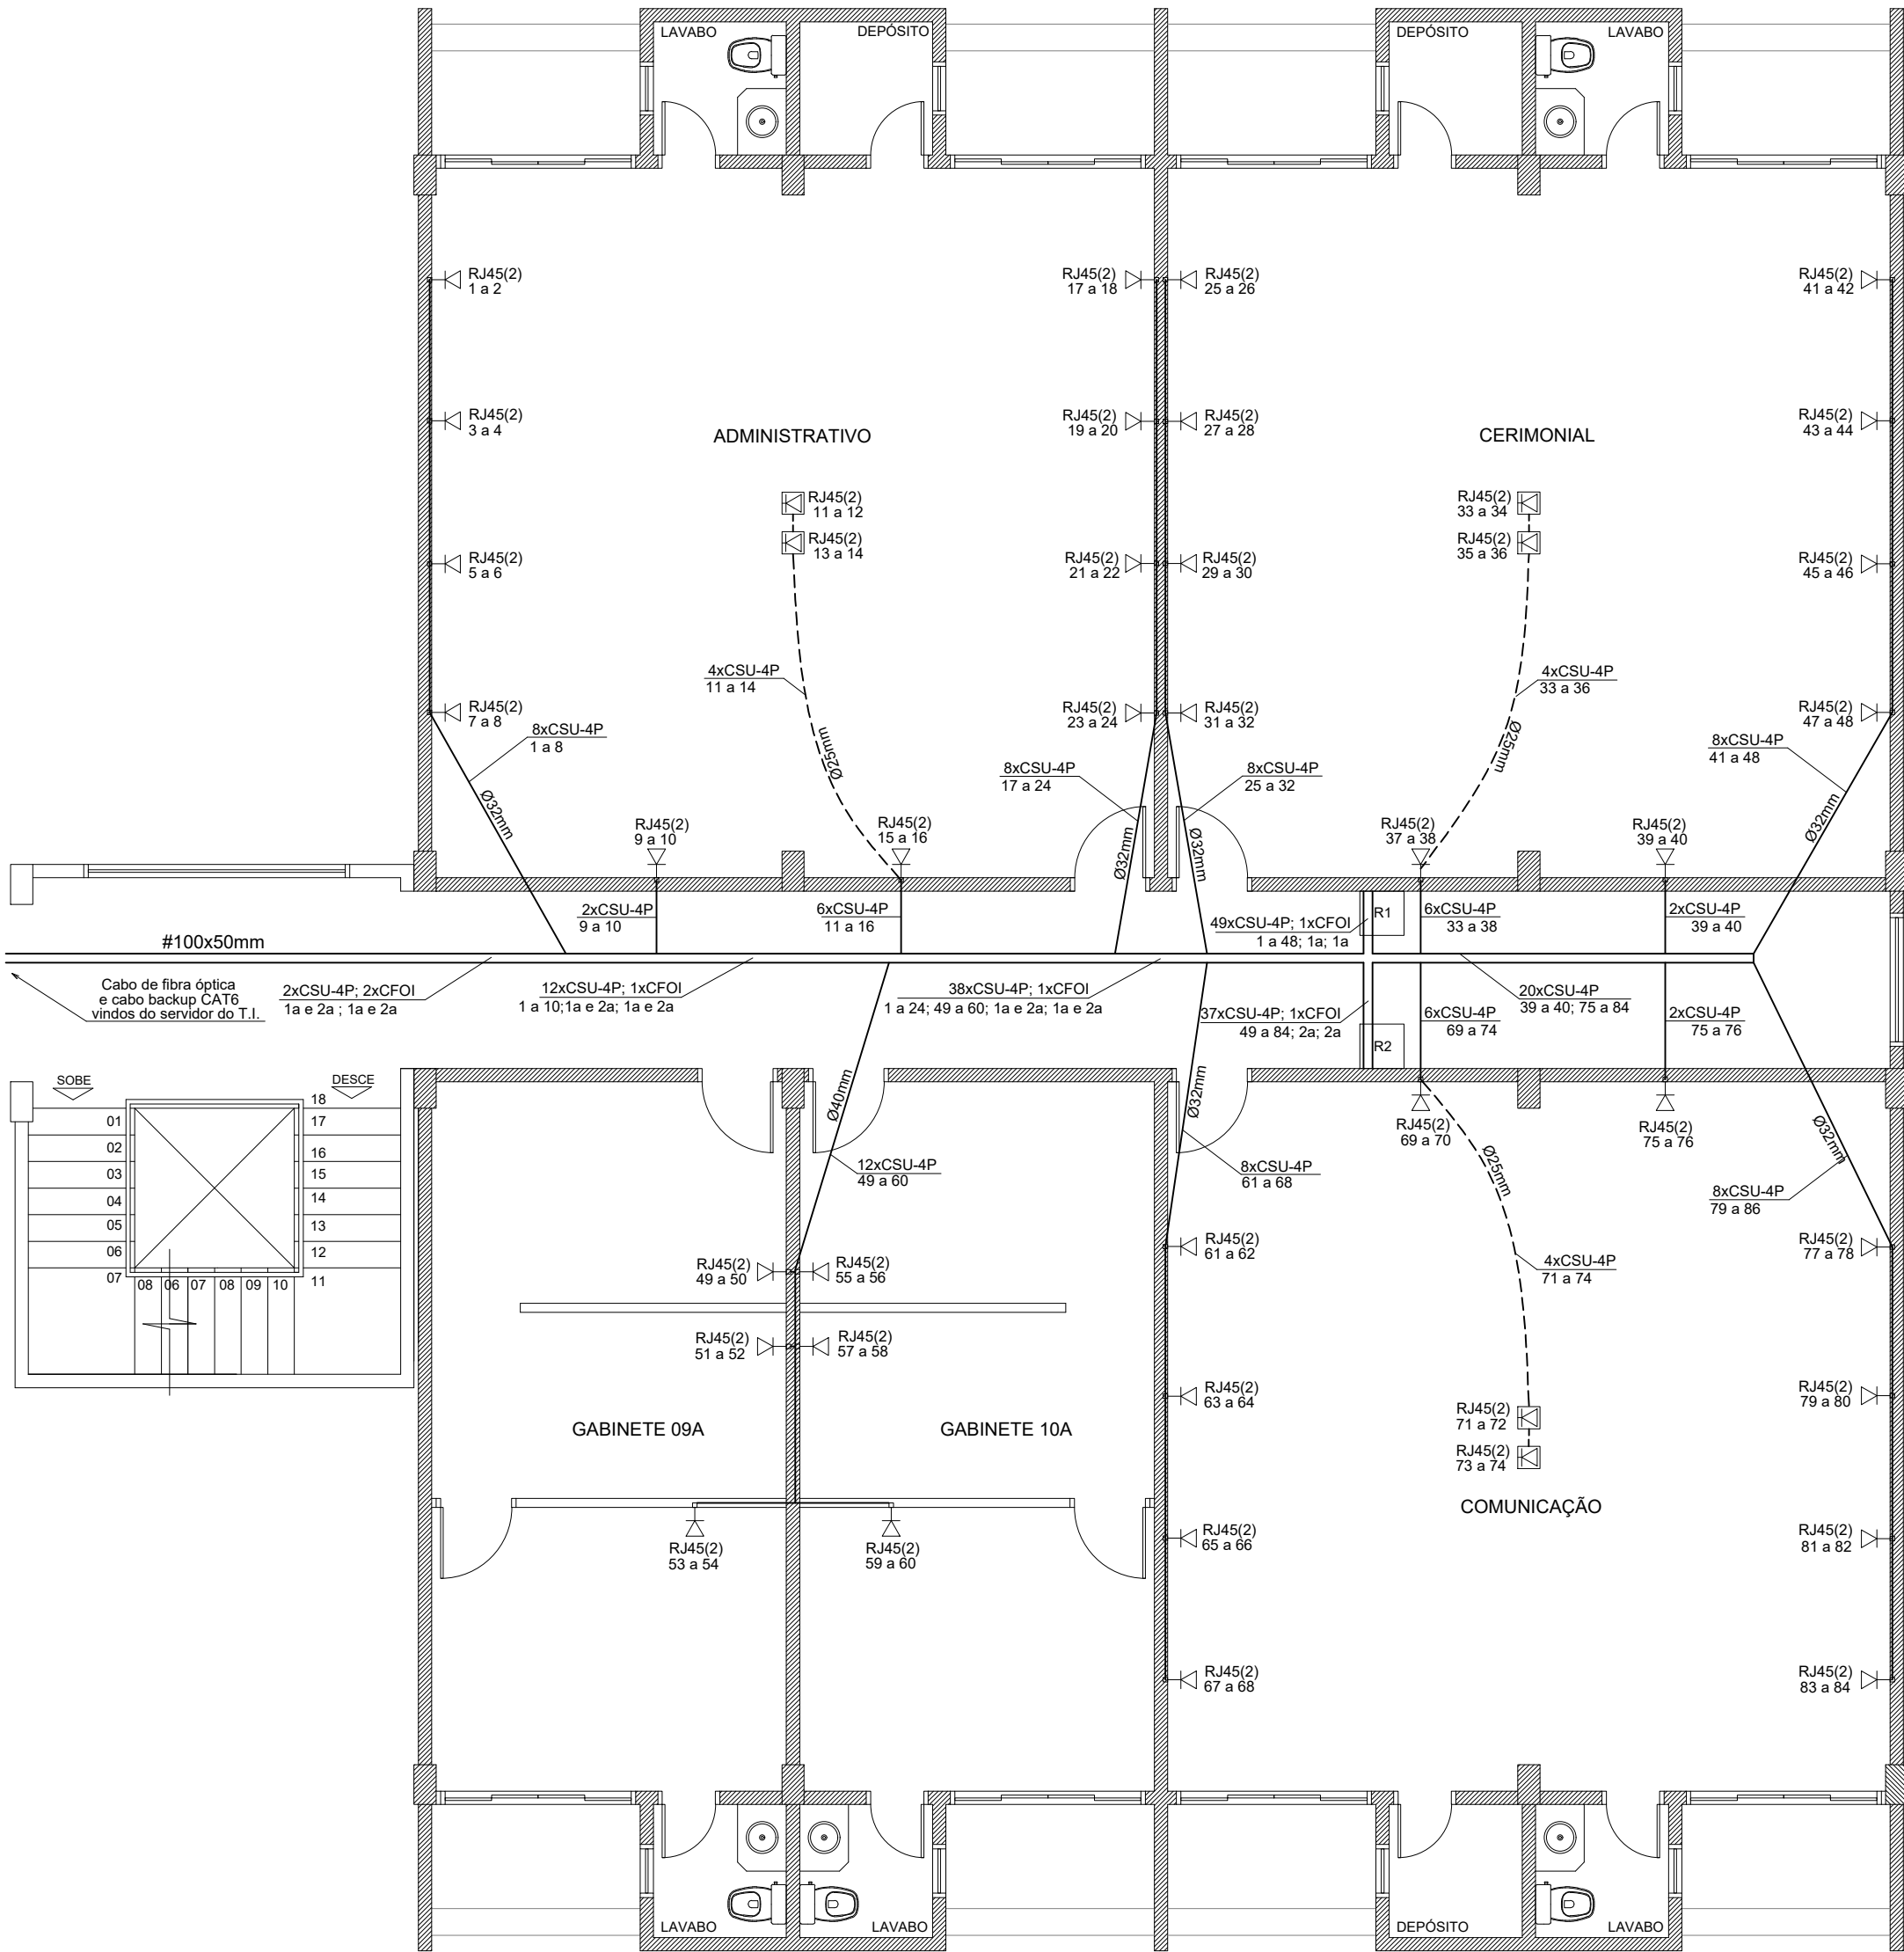 LAVABO
DEPÓSITO
DEPÓSITO
LAVABO
RJ45(2)
1 a 2
RJ45(2)
17 a 18
RJ45(2)
25 a 26
RJ45(2)
41 a 42
RJ45(2)
3 a 4
ADMINISTRATIVO
RJ45(2)
19 a 20
RJ45(2)
27 a 28
CERIMONIAL
RJ45(2)
43 a 44
RJ45(2)
11 a 12
RJ45(2)
13 a 14
RJ45(2)
33 a 34
RJ45(2)
35 a 36
RJ45(2)
5 a 6
RJ45(2)
21 a 22
RJ45(2)
29 a 30
RJ45(2)
45 a 46
4xCSU-4P
11 a 14
4xCSU-4P
33 a 36
RJ45(2)
7 a 8
RJ45(2)
23 a 24
RJ45(2)
31 a 32
RJ45(2)
47 a 48
8xCSU-4P
1 a 8
Ø25mm
8xCSU-4P
17 a 24
8xCSU-4P
25 a 32
Ø25mm
8xCSU-4P
41 a 48
Ø32mm
RJ45(2)
9 a 10
RJ45(2)
15 a 16
Ø32mm
Ø32mm
RJ45(2)
37 a 38
RJ45(2)
39 a 40
Ø32mm
2xCSU-4P
9 a 10
6xCSU-4P
11 a 16
49xCSU-4P; 1xCFOI
1 a 48; 1a; 1a
R1
6xCSU-4P
33 a 38
2xCSU-4P
39 a 40
#100x50mm
Cabo de fibra óptica
e cabo backup CAT6
vindos do servidor do T.I.
2xCSU-4P; 2xCFOI
1a e 2a ; 1a e 2a
12xCSU-4P; 1xCFOI
1 a 10;1a e 2a; 1a e 2a
38xCSU-4P; 1xCFOI
1 a 24; 49 a 60; 1a e 2a; 1a e 2a
37xCSU-4P; 1xCFOI
49 a 84; 2a; 2a
R2
6xCSU-4P
69 a 74
20xCSU-4P
39 a 40; 75 a 84
2xCSU-4P
75 a 76
SOBE
DESCE
01
02
03
04
05
06
07
08
06
07
08
09
10
11
12
13
14
15
16
17
18
Ø40mm
12xCSU-4P
49 a 60
Ø32mm
8xCSU-4P
61 a 68
RJ45(2)
69 a 70
RJ45(2)
75 a 76
Ø25mm
Ø32mm
8xCSU-4P
79 a 86
RJ45(2)
49 a 50
RJ45(2)
55 a 56
RJ45(2)
61 a 62
4xCSU-4P
71 a 74
RJ45(2)
77 a 78
RJ45(2)
51 a 52
RJ45(2)
57 a 58
RJ45(2)
63 a 64
RJ45(2)
71 a 72
RJ45(2)
73 a 74
RJ45(2)
79 a 80
GABINETE 09A
GABINETE 10A
COMUNICAÇÃO
RJ45(2)
53 a 54
RJ45(2)
59 a 60
RJ45(2)
65 a 66
RJ45(2)
81 a 82
RJ45(2)
67 a 68
RJ45(2)
83 a 84
LAVABO
LAVABO
DEPÓSITO
LAVABO